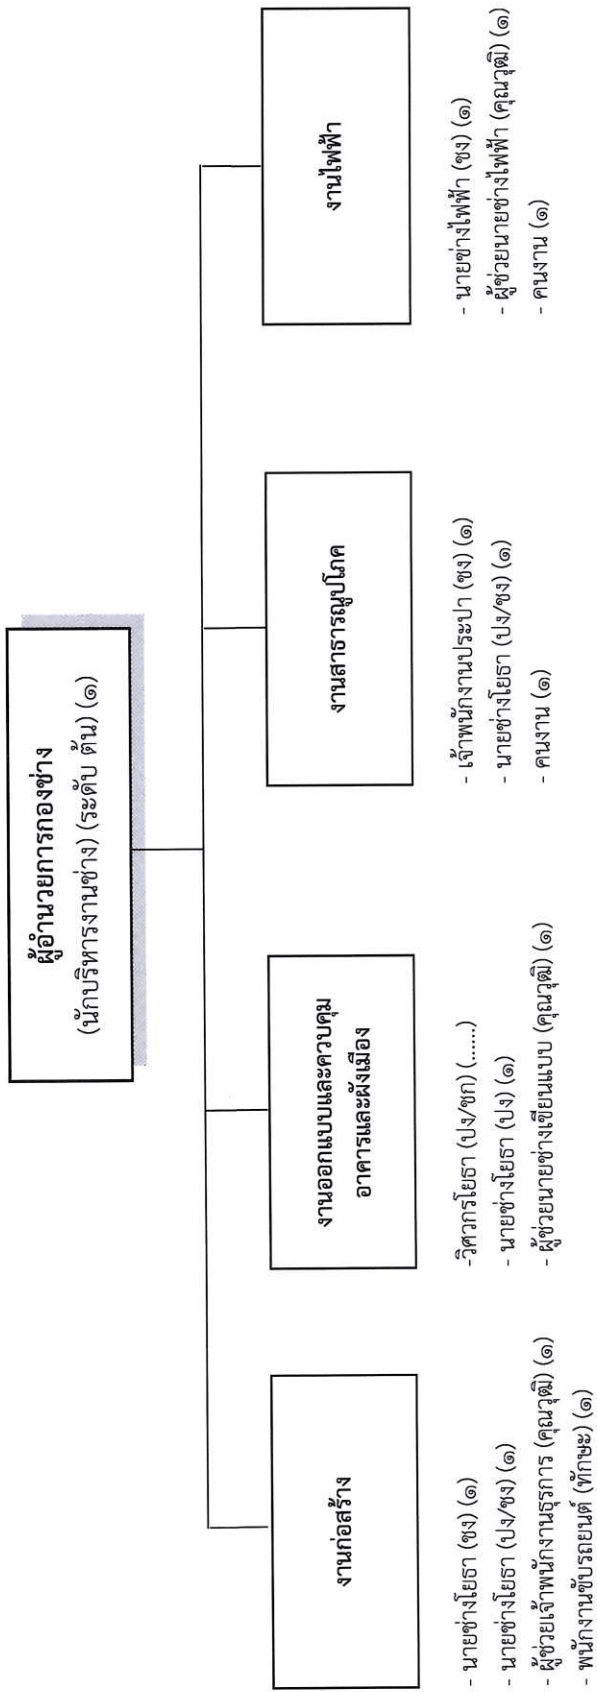 ผู้อำนวยการกองช่าง
(นักบริหารงานช่าง) (ระดับ ต้น) (๑)
งานก่อสร้าง
- นายช่างโยธา (ชง) (๑)
- นายช่างโยธา (ปง/ชง) (๑)
- ผู้ช่วยเจ้าพนักงานธุรการ (คุณวุฒิ) (๑)
- พนักงานขับรถยนต์ (ทักษะ) (๑)
งานออกแบบและควบคุม
อาคารและผังเมือง
-วิศวกรโยธา (ปง/ชก) (......)
- นายช่างโยธา (ปง) (๑)
- ผู้ช่วยนายช่างเขียนแบบ (คุณวุฒิ) (๑)
งานสาธารณูปโภค
- เจ้าพนักงานประปา (ชง) (๑)
- นายช่างโยธา (ปง/ชง) (๑)
- คนงาน (๑)
งานไฟฟ้า
- นายช่างไฟฟ้า (ชง) (๑)
- ผู้ช่วยนายช่างไฟฟ้า (คุณวุฒิ) (๑)
- คนงาน (๑)